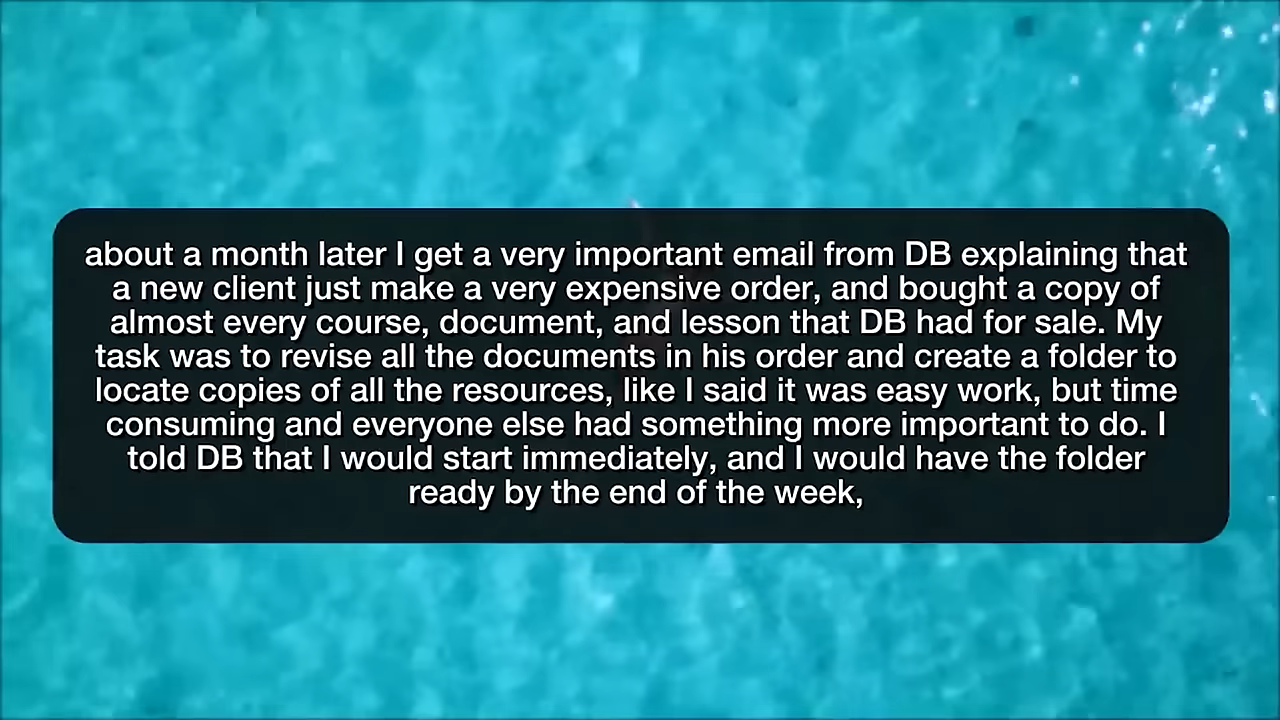 about a month later I get a very important email from DB explaining that
a new client just make a very expensive order, and bought a copy of
almost every course, document, and lesson that DB had for sale. My
task was to revise all the documents in his order and create a folder to
locate copies of all the resources, like I said it was easy work, but time
consuming and everyone else had something more important to do. I
told DB that I would start immediately, and I would have the folder
ready by the end of the week,